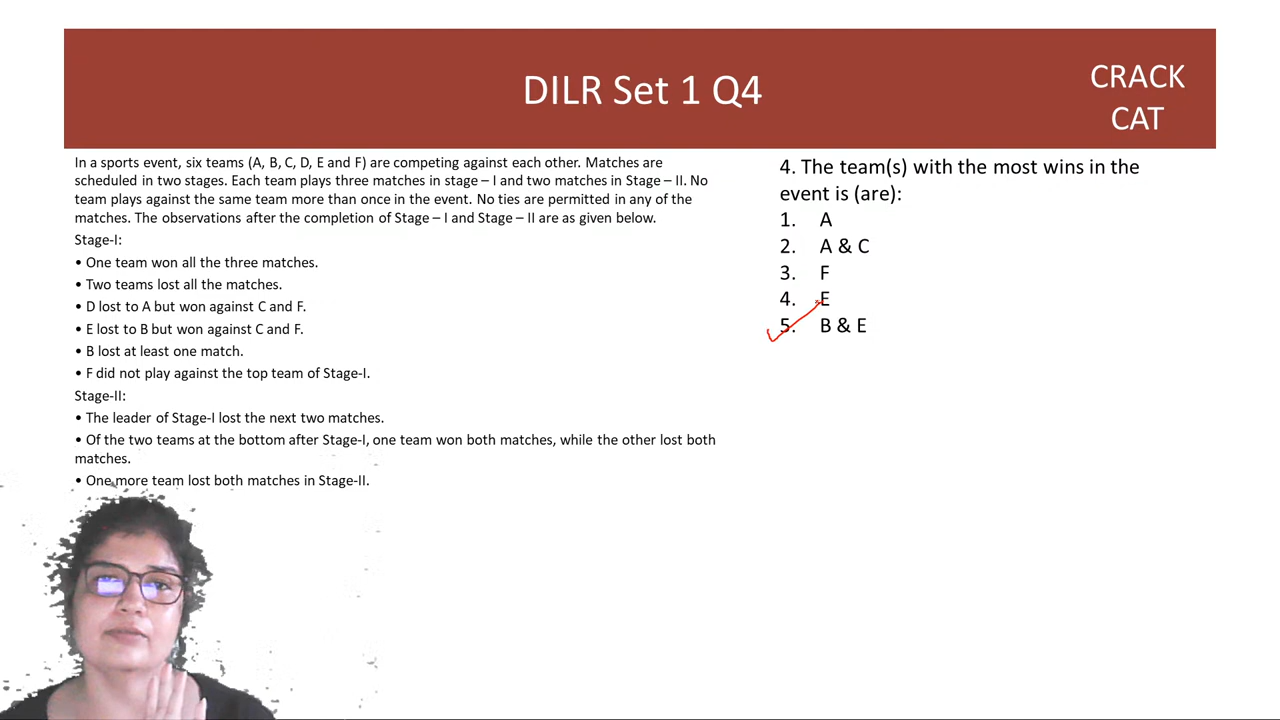 DILR Set 1 Q4
CRACK
CAT
In a sports event, six teams (A, B, C, D, E and F) are competing against each other. Matches are
scheduled in two stages. Each team plays three matches in stage – I and two matches in Stage – II. No
team plays against the same team more than once in the event. No ties are permitted in any of the
matches. The observations after the completion of Stage – I and Stage – II are as given below.
Stage-I:
• One team won all the three matches.
• Two teams lost all the matches.
• D lost to A but won against C and F.
• E lost to B but won against C and F.
• B lost at least one match.
• F did not play against the top team of Stage-I.
Stage-II:
• The leader of Stage-I lost the next two matches.
• Of the two teams at the bottom after Stage-I, one team won both matches, while the other lost both
matches.
• One more team lost both matches in Stage-II.
4. The team(s) with the most wins in the
event is (are):
1. A
2. A & C
3. F
4. E
5. B & E